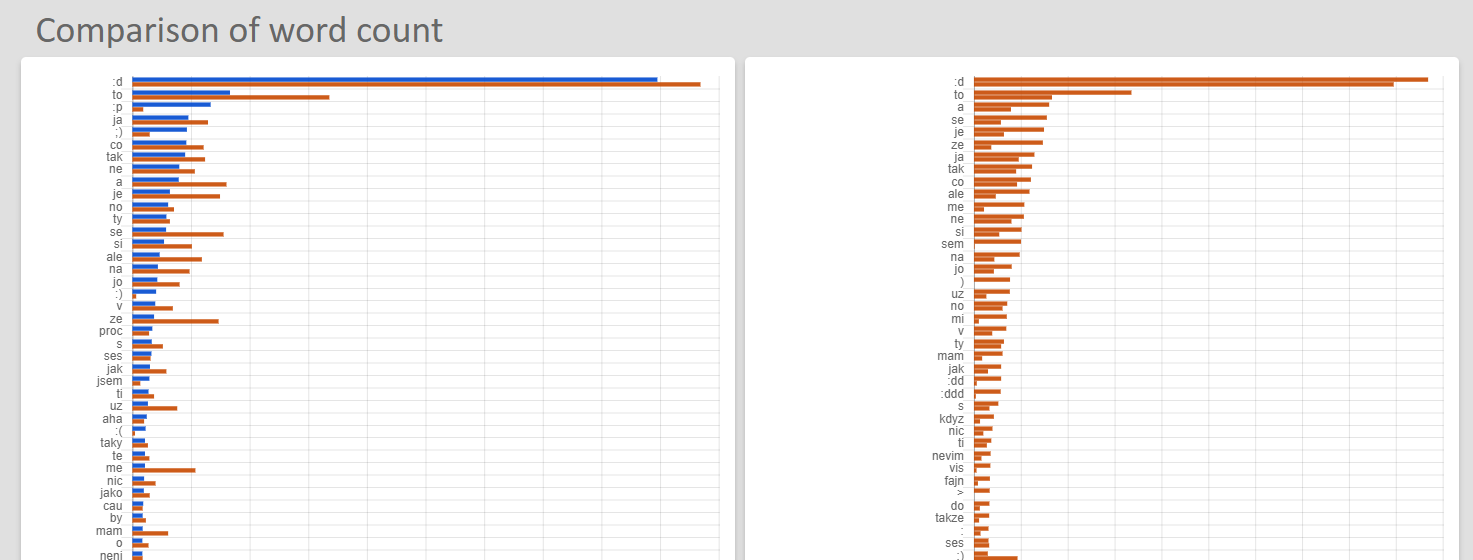 Comparison of word count
:d
to
:p
ja
;)
co
tak
ne
a
je
no
ty
se
si
ale
na
jo
:)
v
ze
proc
s
ses
jak
jsem
ti
uz
aha
:(
taky
te
me
nic
jako
cau
by
mam
o
neni
:d
to
a
se
je
ze
ja
tak
co
ale
me
ne
si
sem
na
jo
)
uz
no
mi
v
ty
mam
jak
:dd
:ddd
s
kdyz
nic
ti
nevim
vis
fajn
>
do
takze
:
ses
;)